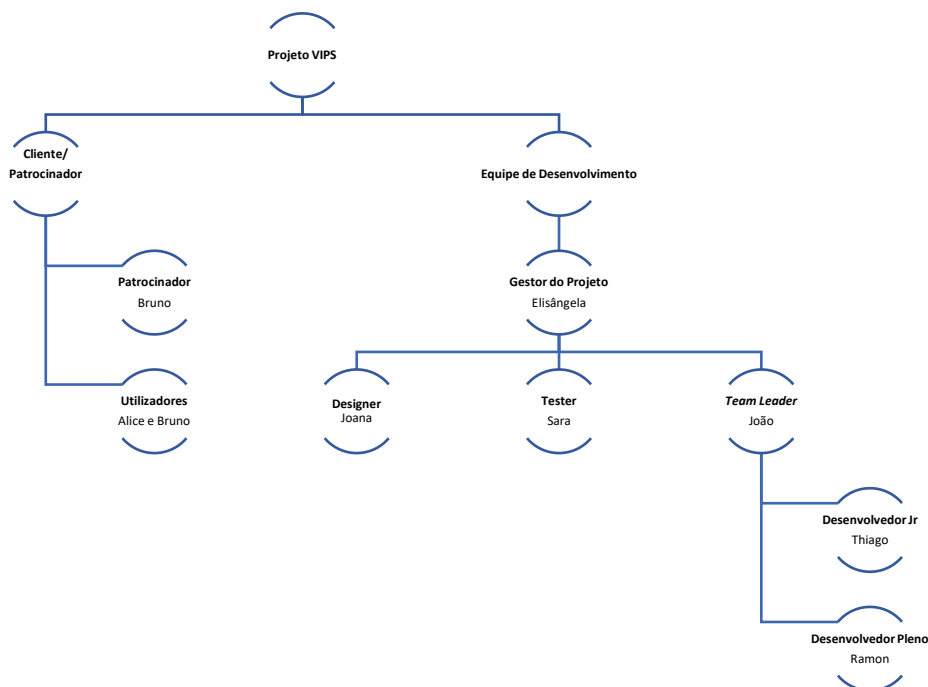 Projeto VIPS
Cliente/
Patrocinador
Equipe de Desenvolvimento
Patrocinador
Bruno
Gestor do Projeto
Elisângela
Utilizadores
Alice e Bruno
Designer
Joana
Tester
Sara
Team Leader
João
Desenvolvedor Jr
Thiago
Desenvolvedor Pleno
Ramon